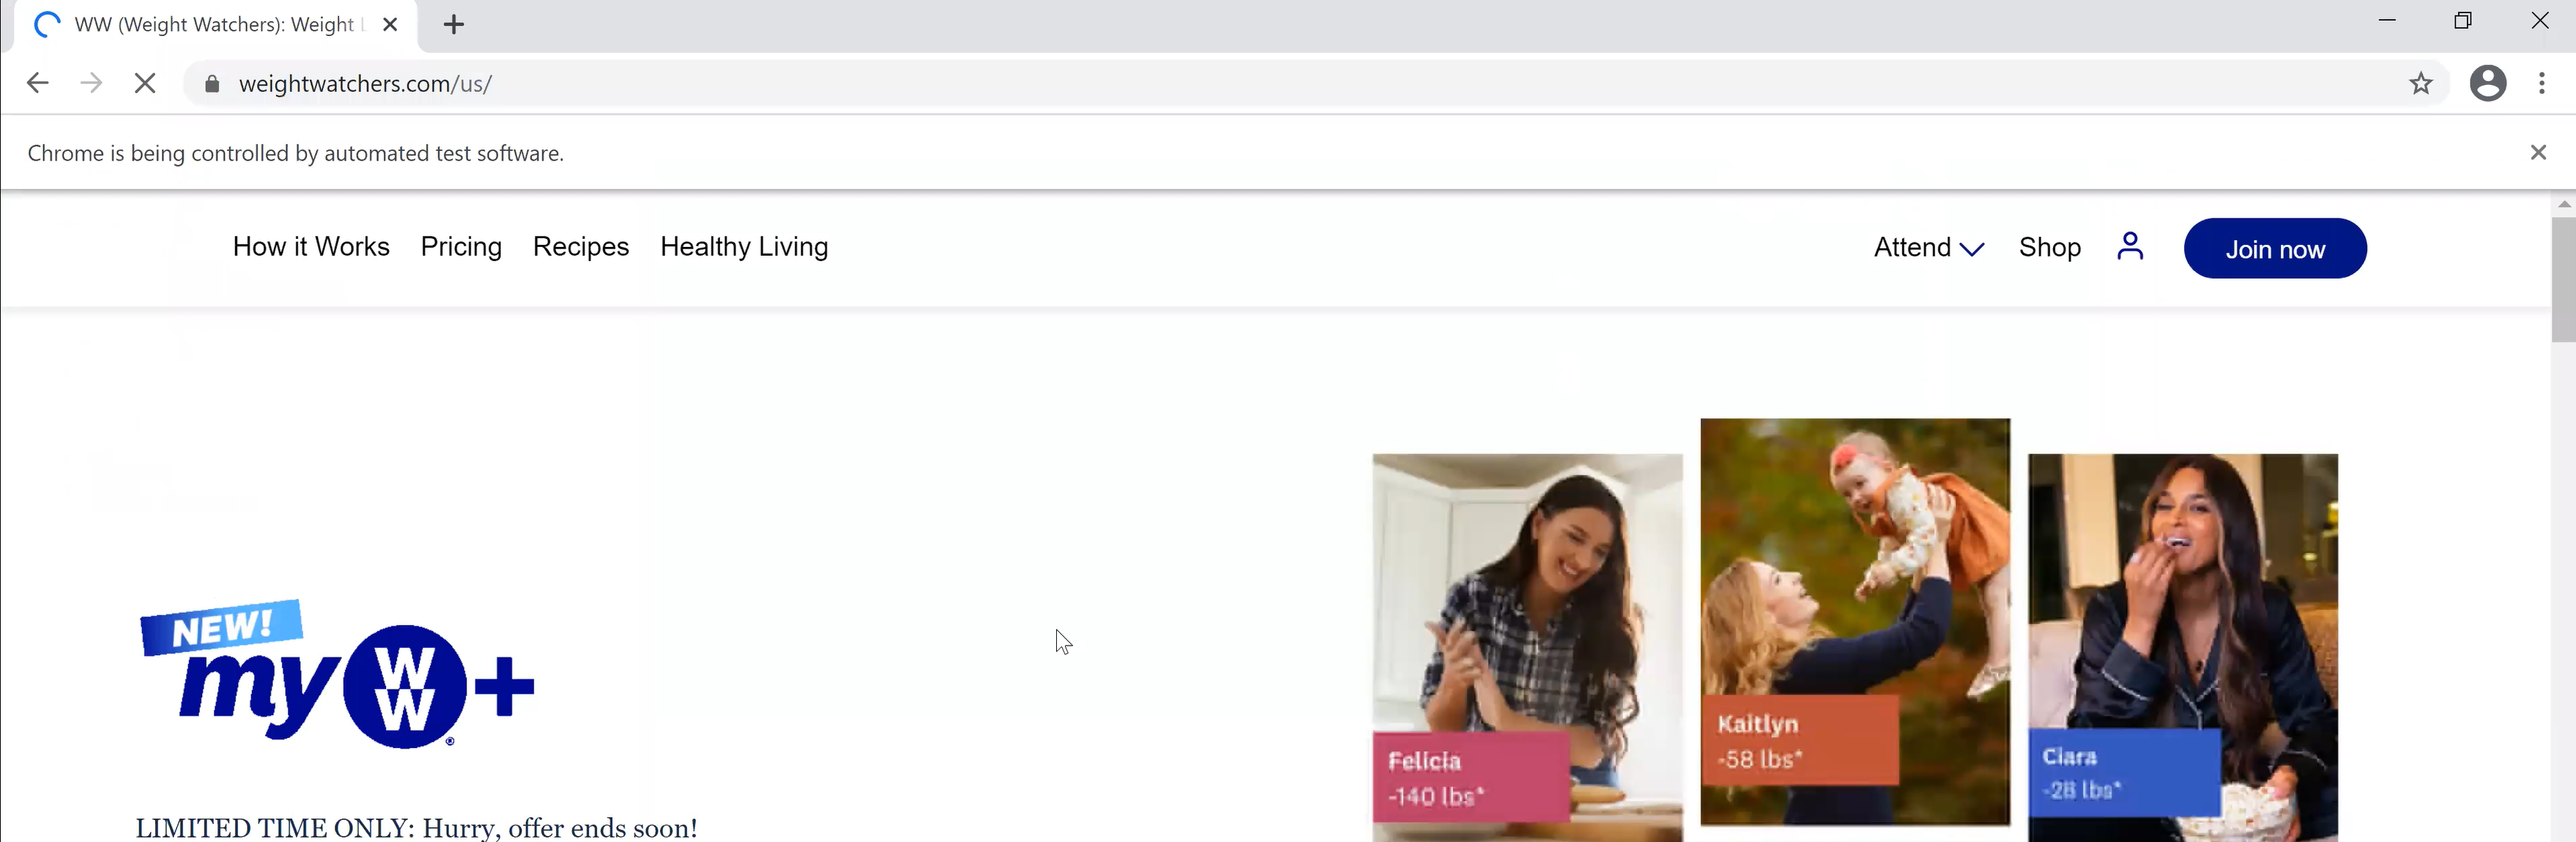 WW (Weight Watchers): Weight
weightwatchers.com/us/
Chrome is being controlled by automated test software.
How it Works Pricing Recipes Healthy Living Attend Shop Join now
NEW!
my WW®+
LIMITED TIME ONLY: Hurry, offer ends soon!
Felicia
-140 lbs*
Kaitlyn
-58 lbs*
Ciara
-28 lbs*